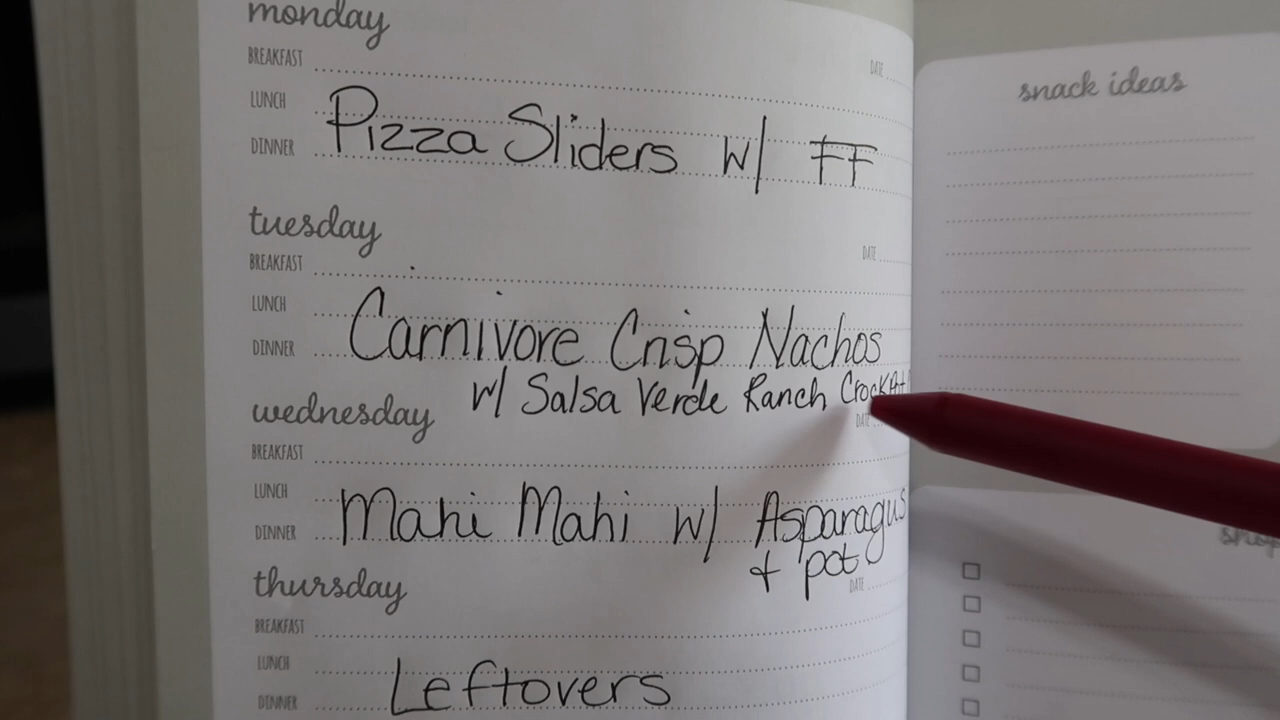 monday
BREAKFAST
DATE
LUNCH
DINNER Pizza Sliders w/ FF
tuesday
DATE
BREAKFAST
LUNCH
DINNER Carnivore Crisp Nachos
w/ Salsa Verde Ranch CrockPot
wednesday
DATE
BREAKFAST
LUNCH
DINNER Mahi Mahi w/ Asparagus
+ pot
thursday
DATE
BREAKFAST
LUNCH
DINNER Leftovers
snack ideas